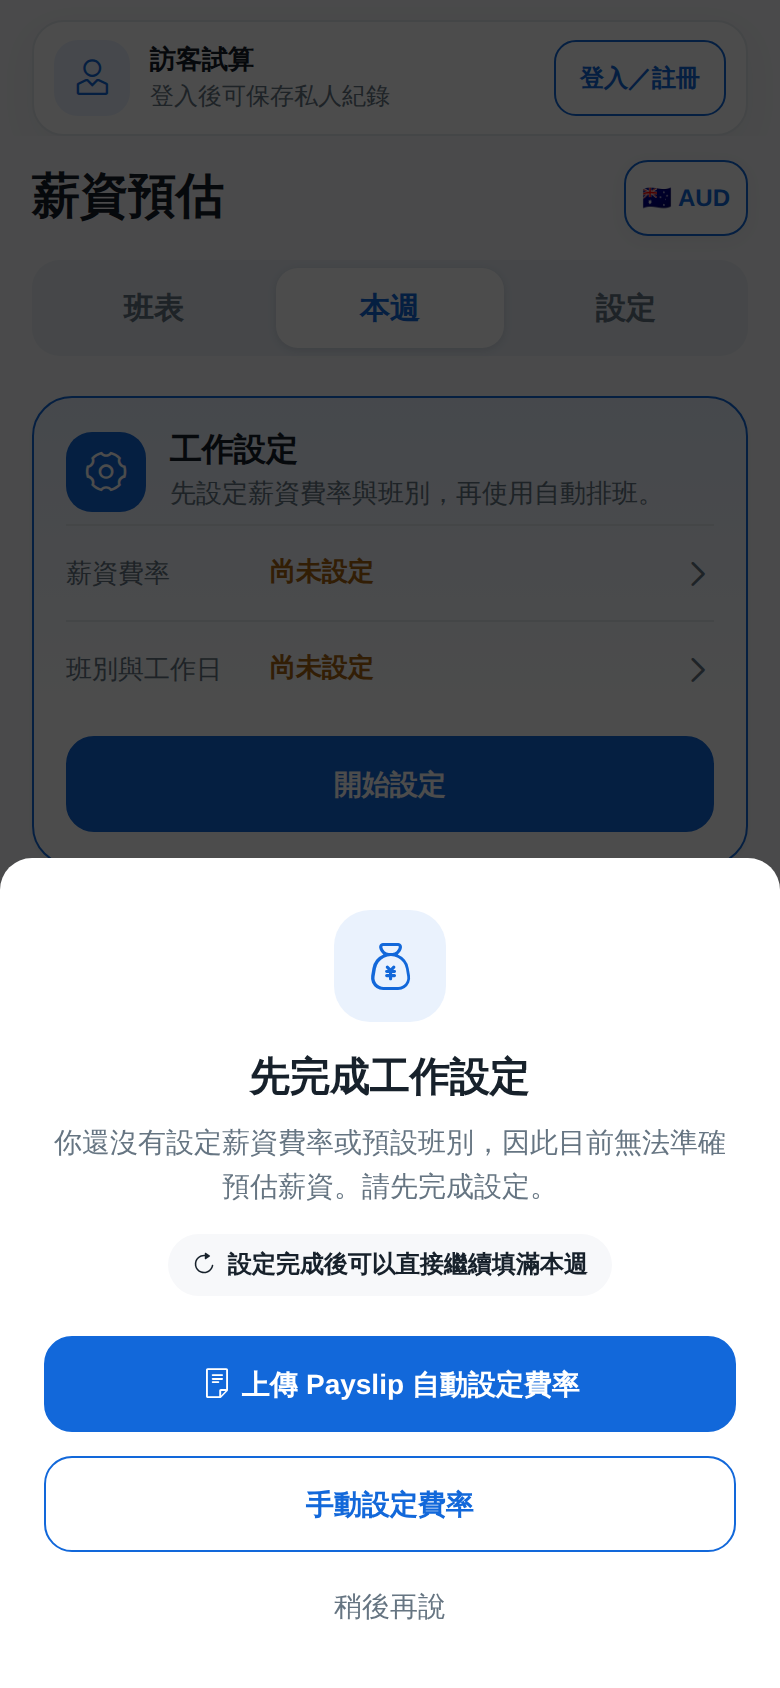 訪客試算
登入後可保存私人紀錄
登入／註冊
薪資預估
🇦🇺 AUD
班表
本週
設定
工作設定
先設定薪資費率與班別，再使用自動排班。
薪資費率
尚未設定
班別與工作日
尚未設定
開始設定
¥
先完成工作設定
你還沒有設定薪資費率或預設班別，因此目前無法準確
預估薪資。請先完成設定。
設定完成後可以直接繼續填滿本週
上傳 Payslip 自動設定費率
手動設定費率
稍後再說